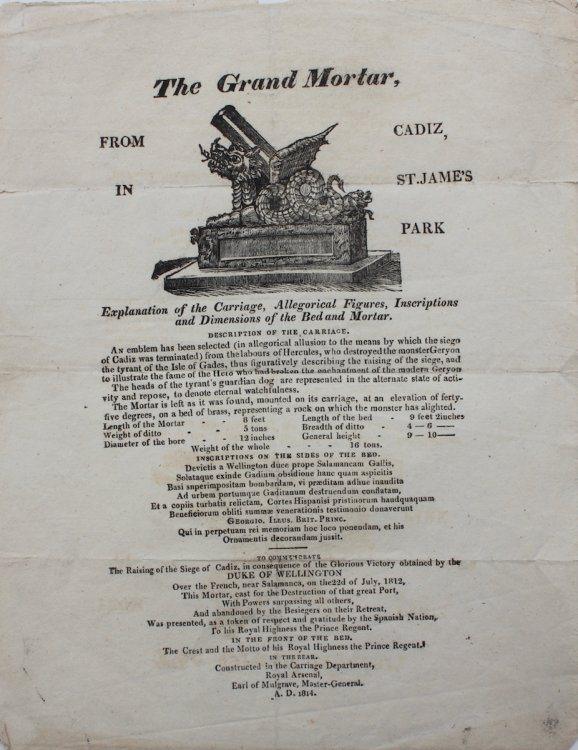 The Grand Mortar,
FROM
CADIZ,
IN
ST. JAME'S
PARK
Explanation of the Carriage, Allegorical Figures, Inscriptions
and Dimensions of the Bed and Mortar.
DESCRIPTION OF THE CARRIAGE.
AN emblem has been selected (in allegorical allusion to the means by which the siege
of Cadiz was terminated) from the labours of Hercules, who destroyed the monster Geryon
the tyrant of the Isle of Gades, thus figuratively describing the raising of the siege, and
to illustrate the fame of the Hero who had broken the enchantment of the modern Geryon
The heads of the tyrant's guardian dog are represented in the alternate state of acti-
vity and repose, to denote eternal watchfulness.
The Mortar is left as it was found, mounted on its carriage, at an elevation of ferty-
five degrees, on a bed of brass, representing a rock on which the monster has alighted.
Length of the Mortar - - 8 feet
Length of the bed - 9 feet 2inches
Weight of ditto - - 5 tons
Breadth of ditto - 4 — 6 —
Diameter of the bore - - 12 inches
General height - 9 — 10—
Weight of the whole - - 16 tons.
INSCRIPTIONS ON THE SIDES OF THE BED.
Devictis a Wellington duce prope Salamancam Gallis,
Solutaque exinde Gadium obsidione hanc quam aspicitis
Basi snperimpositam bombardam, vi præditam adhuc inaudita
Ad urbem portumque Gaditanum destruendum conflatam,
Et a copiis turbatis relictam, Cortes Hispanisi pristinorum haudquaquam
Beneficiorum obliti summæ venerationis testimonio donaverunt
GEORGIO. ILLUS. BRIT. PRINC.
Qui in perpetuam rei memoriam hoc loco ponendam, et his
Ornamentis decorandam jussit.
TO COMMEMORATE
The Raising of the Siege of Cadiz, in consequence of the Glorious Victory obtained by the
DUKE OF WELLINGTON
Over the French, near Salamanca, on the22d of July, 1812,
This Mortar, cast for the Destruction of that great Port,
With Powers surpassing all others,
And abandoned by the Besiegers on their Retreat,
Was presented, as a token of respect and gratitude by the Spanish Nation,
To his Royal Highness the Prince Regent.
IN THE FRONT OF THE BED.
The Crest and the Motto of his Royal Highness the Prince Regent.
IN THE REAR.
Constructed in the Carriage Department,
Royal Arsenal,
Earl of Mulgrave, Master-General.
A. D. 1814.